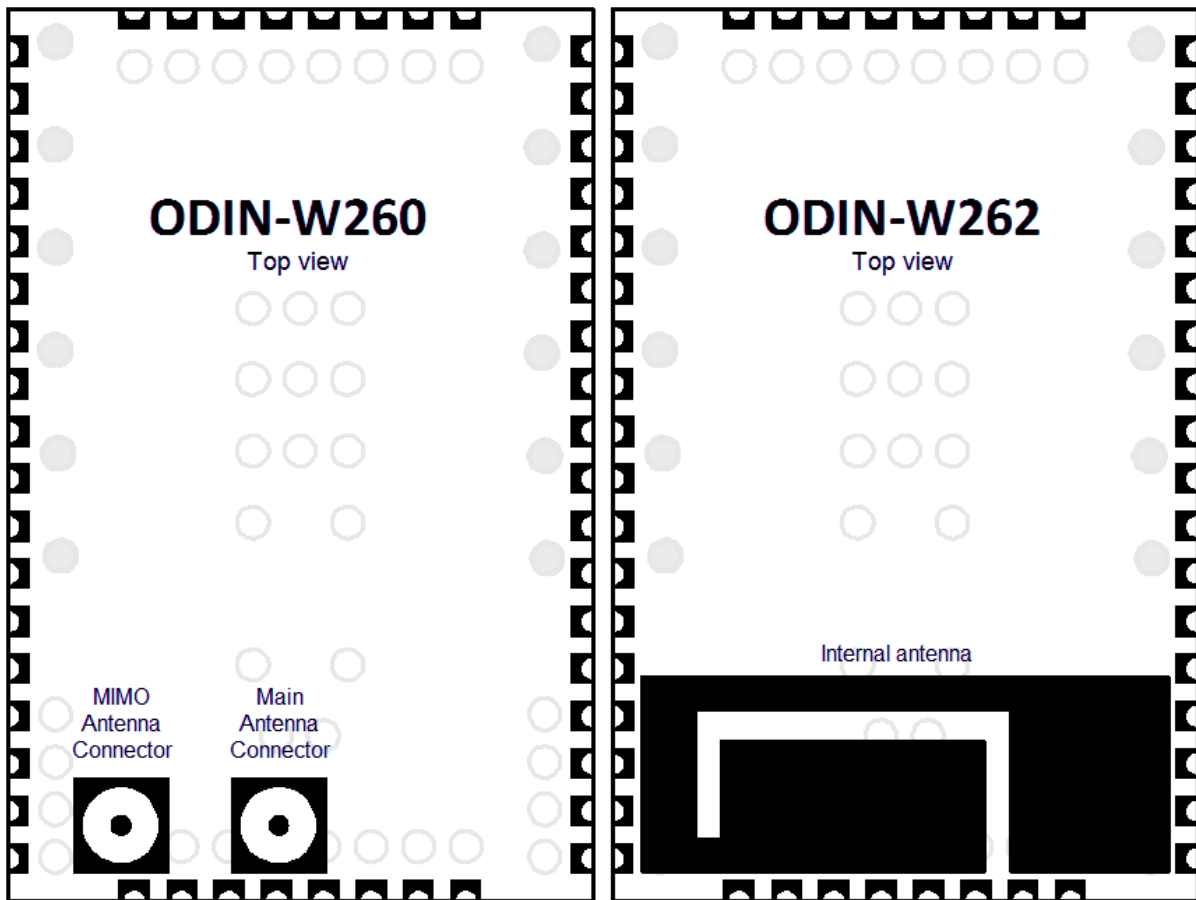 ODIN-W260
Top view
MIMO
Antenna
Connector
Main
Antenna
Connector
ODIN-W262
Top view
Internal antenna